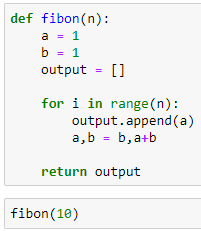 def fibon(n):
    a = 1
    b = 1
    output = []
    for i in range(n):
        output.append(a)
        a,b = b,a+b
    return output
fibon(10)